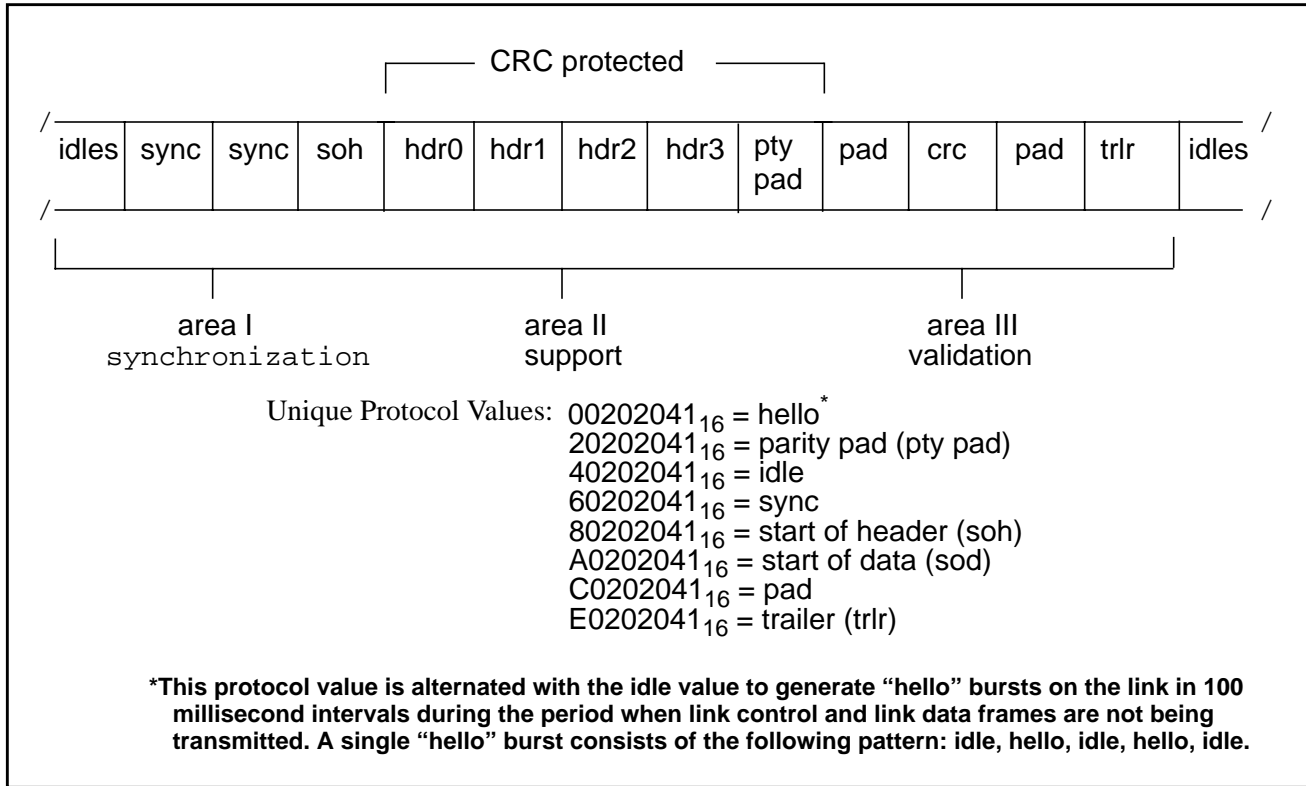 CRC protected
/ /
idles sync sync soh hdr0 hdr1 hdr2 hdr3 pty pad crc pad trlr idles
pad
/ /
area I area II area III
synchronization support validation
Unique Protocol Values: 00202041₁₆ = hello*
20202041₁₆ = parity pad (pty pad)
40202041₁₆ = idle
60202041₁₆ = sync
80202041₁₆ = start of header (soh)
A0202041₁₆ = start of data (sod)
C0202041₁₆ = pad
E0202041₁₆ = trailer (trlr)
*This protocol value is alternated with the idle value to generate “hello” bursts on the link in 100
millisecond intervals during the period when link control and link data frames are not being
transmitted. A single “hello” burst consists of the following pattern: idle, hello, idle, hello, idle.